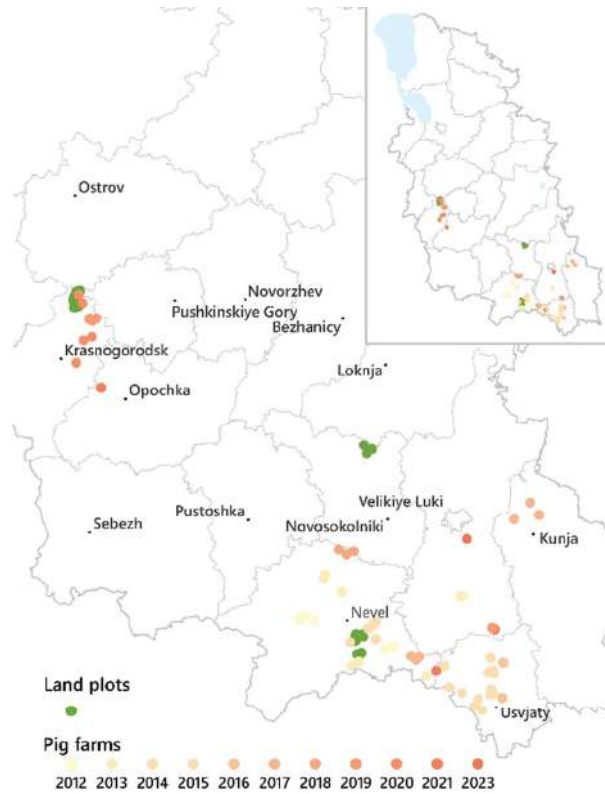 Ostrov
Novorzhev
Pushkinskiye Gory
Bezhanicy
Krasnogorodsk
Loknja
Opochka
Velikiye Luki
Pustoshka
Novosokolniki
Sebezh
Kunja
Nevel
Land plots
Usvjaty
Pig farms
2012 2013 2014 2015 2016 2017 2018 2019 2020 2021 2023